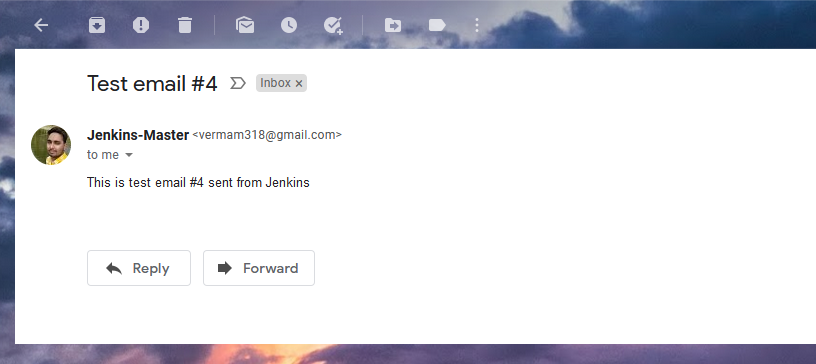 Test email #4 Inbox ×
Jenkins-Master <vermam318@gmail.com>
to me
This is test email #4 sent from Jenkins
Reply Forward